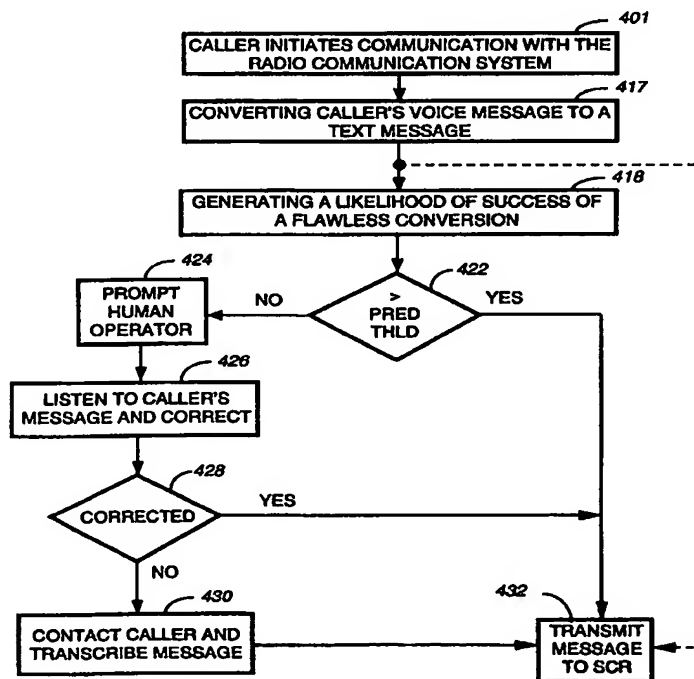 401
CALLER INITIATES COMMUNICATION WITH THE
RADIO COMMUNICATION SYSTEM
417
CONVERTING CALLER'S VOICE MESSAGE TO A
TEXT MESSAGE
418
GENERATING A LIKELIHOOD OF SUCCESS OF
A FLAWLESS CONVERSION
422
>
PRED
THLD
NO
YES
424
PROMPT
HUMAN
OPERATOR
426
LISTEN TO CALLER'S
MESSAGE AND CORRECT
428
CORRECTED
YES
NO
430
CONTACT CALLER AND
TRANSCRIBE MESSAGE
432
TRANSMIT
MESSAGE
TO SCR